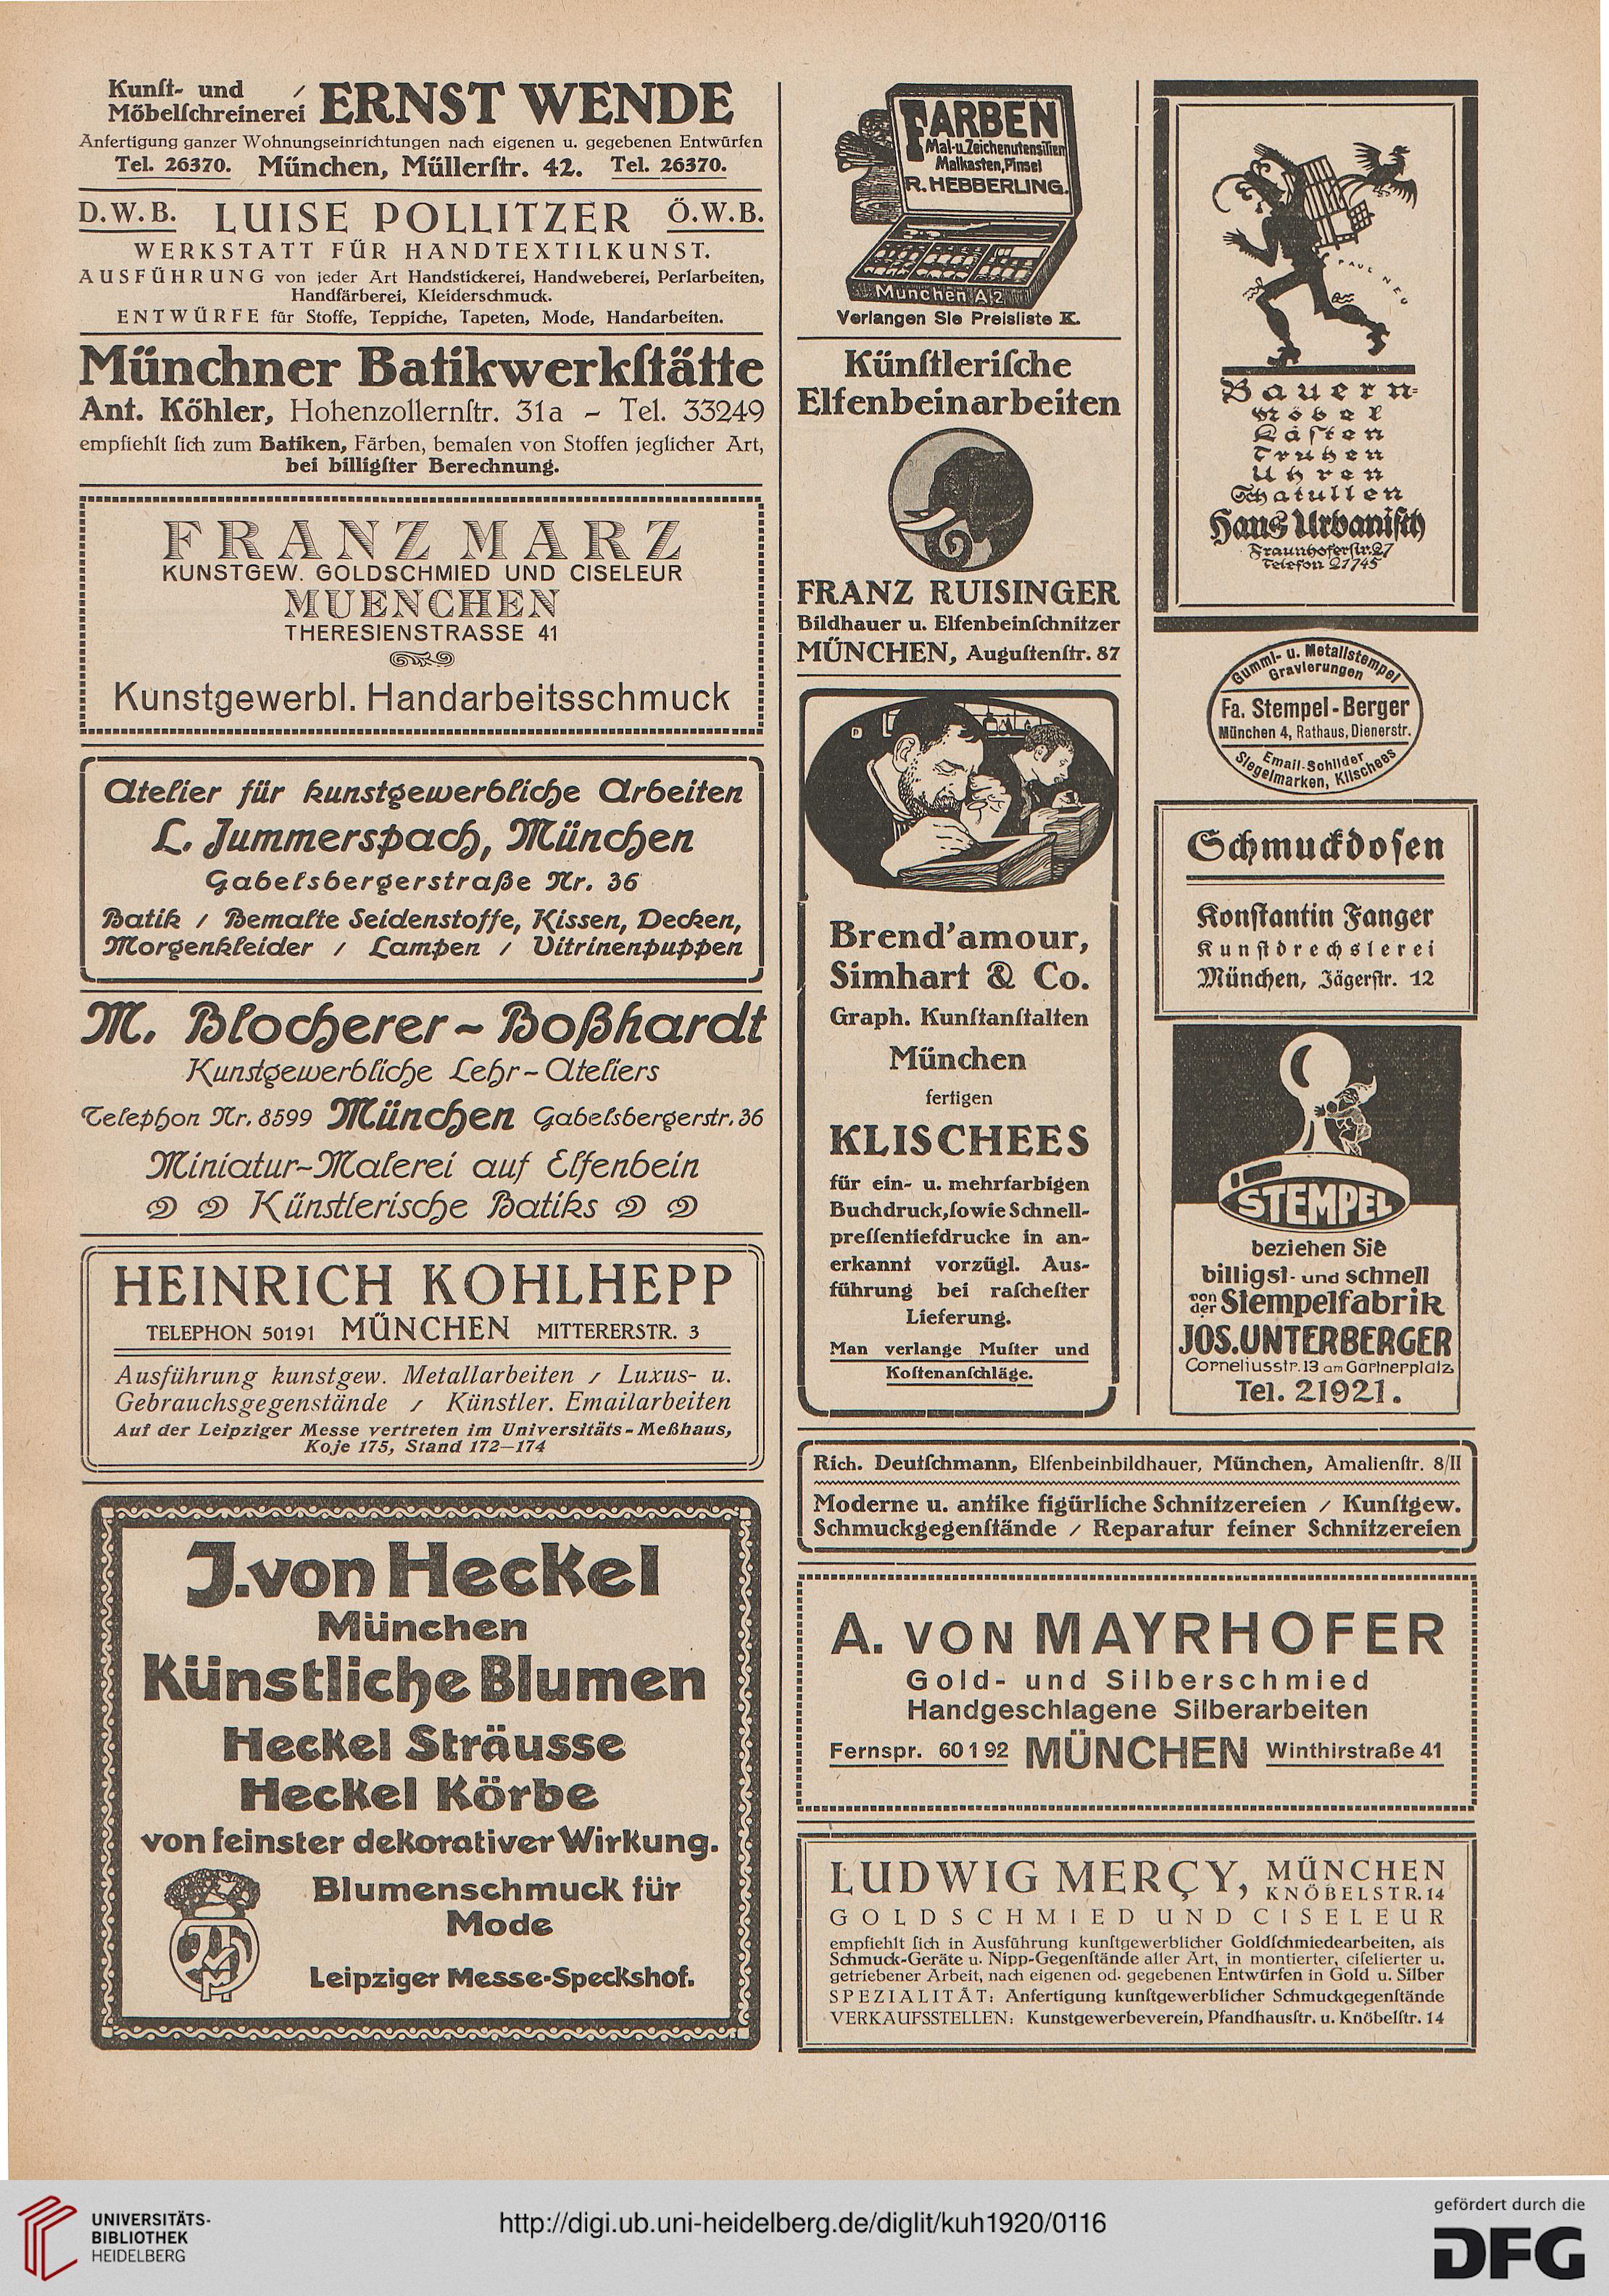 Kunſt- und
Möbelſchreinerei / ERNST WENDE
Anfertigung ganzer Wohnungseinrichtungen nach eigenen u. gegebenen Entwürfen
Tel. 26370. München, Müllerſtr. 42. Tel. 26370.
D.W.B. LUISE POLLITZER Ö.W.B.
WERKSTATT FÜR HANDTEXTILKUNST.
AUSFÜHRUNG von jeder Art Handstickerei, Handweberei, Perlarbeiten,
Handfärberei, Kleiderschmuck.
ENTWÜRFE für Stoffe, Teppiche, Tapeten, Mode, Handarbeiten.
Münchner Batikwerkſtätte
Ant. Köhler, Hohenzollernſtr. 31a – Tel. 33249
empfiehlt ſich zum Batiken, Färben, bemalen von Stoffen jeglicher Art,
bei billigſter Berechnung.
FRANZ MARZ
KUNSTGEW. GOLDSCHMIED UND CISELEUR
MUENCHEN
THERESIENSTRASSE 41
Kunstgewerbl. Handarbeitsschmuck
Atelier für kunstgewerbliche Arbeiten
L. Jummerspach, München
Gabelsbergerstraße Nr. 36
Batik / Bemalte Seidenstoffe, Kissen, Decken,
Morgenkleider / Lampen / Vitrinenpuppen
M. Blocherer – Boßhardt
Kunstgewerbliche Lehr-Ateliers
Telephon Nr. 8599 München Gabelsbergerstr. 36
Miniatur-Malerei auf Elfenbein
Künstlerische Batiks
HEINRICH KOHLHEPP
TELEPHON 50191 MÜNCHEN MITTERERSTR. 3
Ausführung kunstgew. Metallarbeiten / Luxus- u.
Gebrauchsgegenstände / Künstler. Emailarbeiten
Auf der Leipziger Messe vertreten im Universitäts-Meßhaus,
Koje 175, Stand 172–174
J. von Heckel
München
Künstliche Blumen
Heckel Sträusse
Heckel Körbe
von feinster dekorativer Wirkung.
Blumenschmuck für
Mode
Leipziger Messe-Speckshof.
FARBEN
Mal-u. Zeichenutensilien
Malkasten, Pinsel
R. HEBBERLING.
München A 2
Verlangen Sie Preisliste K.
Künſtleriſche
Elfenbeinarbeiten
FRANZ RUISINGER
Bildhauer u. Elfenbeinſchnitzer
MÜNCHEN, Auguſtenſtr. 87
Brend'amour,
Simhart & Co.
Graph. Kunſtanſtalten
München
fertigen
KLISCHEES
für ein- u. mehrfarbigen
Buchdruck, ſowie Schnell-
preſſentiefdrucke in an-
erkannt vorzügl. Aus-
führung bei raſcheſter
Lieferung.
Man verlange Muſter und
Koſtenanſchläge.
PAUL NEU
Bauern-
Möbel
Käſten
Truhen
Uhren
Schatullen
Hans Urbaniſch
Fraunhoferſtr. 27
Telefon 21745
Gummi- u. Metallstempel
Gravierungen
Fa. Stempel-Berger
München 4, Rathaus, Dienerstr.
Email-Schilder
Siegelmarken, Klischees
Schmuckdoſen
Konſtantin Fanger
Kunſtdrechslerei
München, Jägerſtr. 12
STEMPEL
beziehen Sie
billigst- und schnell
von der Stempelfabrik
JOS. UNTERBERGER
Corneliusstr. 13 am Gärtnerplatz
Tel. 21921.
Rich. Deutſchmann, Elfenbeinbildhauer, München, Amalienſtr. 8/II
Moderne u. antike figürliche Schnitzereien / Kunſtgew.
Schmuckgegenſtände / Reparatur feiner Schnitzereien
A. VON MAYRHOFER
Gold- und Silberschmied
Handgeschlagene Silberarbeiten
Fernspr. 60192 MÜNCHEN Winthirstraße 41
LUDWIG MERÇY, MÜNCHEN
KNÖBELSTR. 14
GOLDSCHMIED UND CISELEUR
empfiehlt ſich in Ausführung kunſtgewerblicher Goldſchmiedearbeiten, als
Schmuck-Geräte u. Nipp-Gegenſtände aller Art, in montierter, ciſelierter u.
getriebener Arbeit, nach eigenen od. gegebenen Entwürfen in Gold u. Silber
SPEZIALITÄT: Anfertigung kunſtgewerblicher Schmuckgegenſtände
VERKAUFSSTELLEN: Kunstgewerbeverein, Pfandhausſtr. u. Knöbelſtr. 14
UNIVERSITÄTS-
BIBLIOTHEK
HEIDELBERG
http://digi.ub.uni-heidelberg.de/diglit/kuh1920/0116
gefördert durch die
DFG